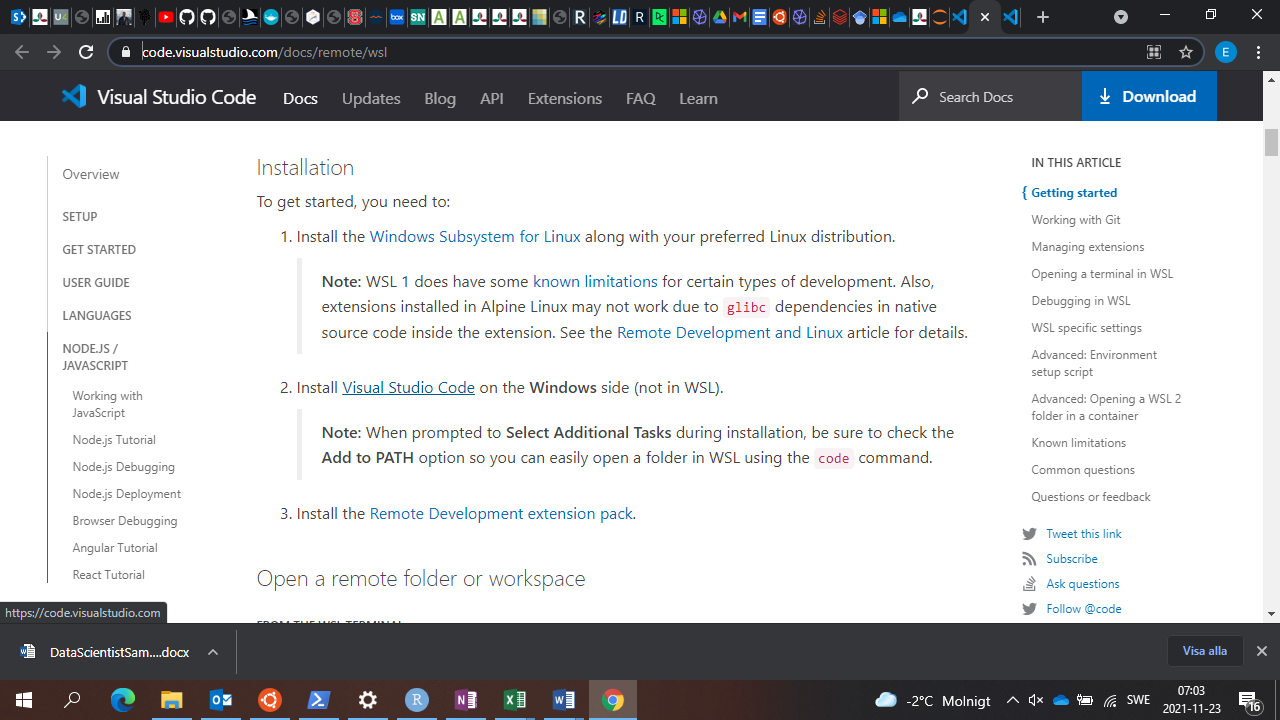 code.visualstudio.com/docs/remote/wsl
E
Visual Studio Code
Docs
Updates
Blog
API
Extensions
FAQ
Learn
Search Docs
Download
Overview
SETUP
GET STARTED
USER GUIDE
LANGUAGES
NODE.JS /
JAVASCRIPT
Working with
JavaScript
Node.js Tutorial
Node.js Debugging
Node.js Deployment
Browser Debugging
Angular Tutorial
React Tutorial
Installation
To get started, you need to:
1. Install the Windows Subsystem for Linux along with your preferred Linux distribution.
Note: WSL 1 does have some known limitations for certain types of development. Also,
extensions installed in Alpine Linux may not work due to glibc dependencies in native
source code inside the extension. See the Remote Development and Linux article for details.
2. Install Visual Studio Code on the Windows side (not in WSL).
Note: When prompted to Select Additional Tasks during installation, be sure to check the
Add to PATH option so you can easily open a folder in WSL using the code command.
3. Install the Remote Development extension pack.
Open a remote folder or workspace
FROM THE WSL TERMINAL
IN THIS ARTICLE
Getting started
Working with Git
Managing extensions
Opening a terminal in WSL
Debugging in WSL
WSL specific settings
Advanced: Environment
setup script
Advanced: Opening a WSL 2
folder in a container
Known limitations
Common questions
Questions or feedback
Tweet this link
Subscribe
Ask questions
Follow @code
https://code.visualstudio.com
DataScientistSam....docx
Visa alla
-2°C Molnigt
SWE
07:03
2021-11-23
16